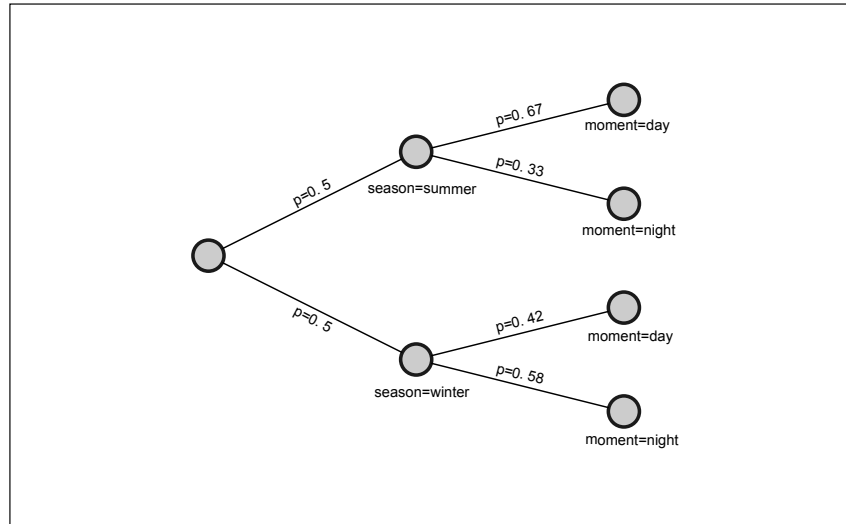 p=0. 67
moment=day
p=0. 5
season=summer
p=0. 33
moment=night
p=0. 5
season=winter
p=0. 42
moment=day
p=0. 58
moment=night